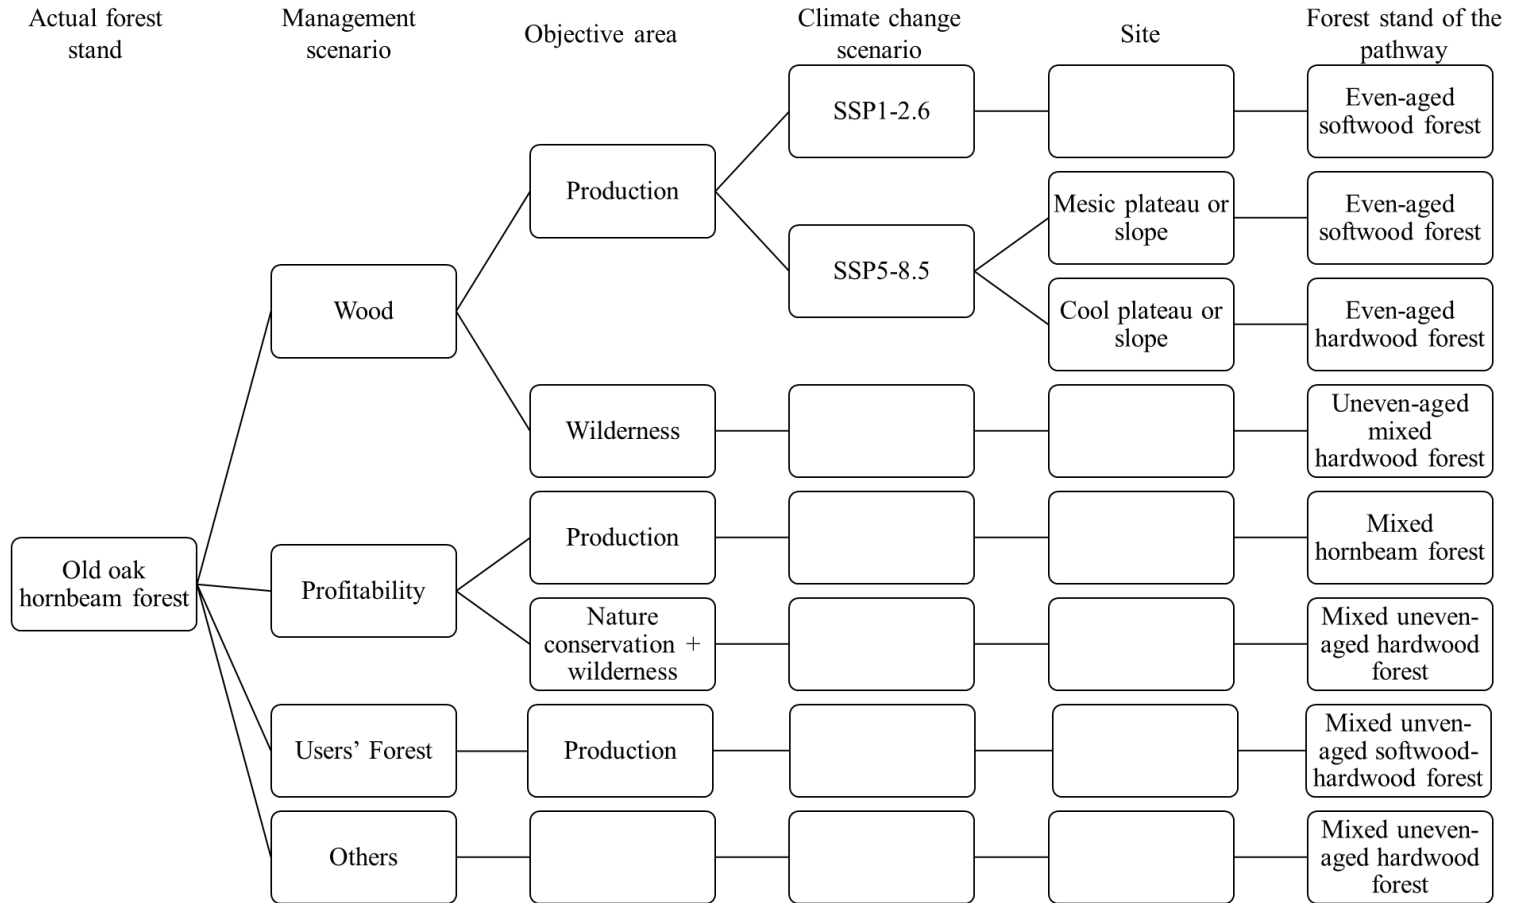 Actual forest
stand
Management
scenario
Objective area
Climate change
scenario
Site
Forest stand of the
pathway
SSP1-2.6
Even-aged
softwood forest
Production
Mesic plateau or
slope
Even-aged
softwood forest
SSP5-8.5
Wood
Cool plateau or
slope
Even-aged
hardwood forest
Wilderness
Uneven-aged
mixed
hardwood forest
Old oak
hornbeam forest
Profitability
Production
Mixed
hornbeam forest
Nature
conservation +
wilderness
Mixed uneven-
aged hardwood
forest
Users’ Forest
Production
Mixed unven-
aged softwood-
hardwood forest
Others
Mixed uneven-
aged hardwood
forest